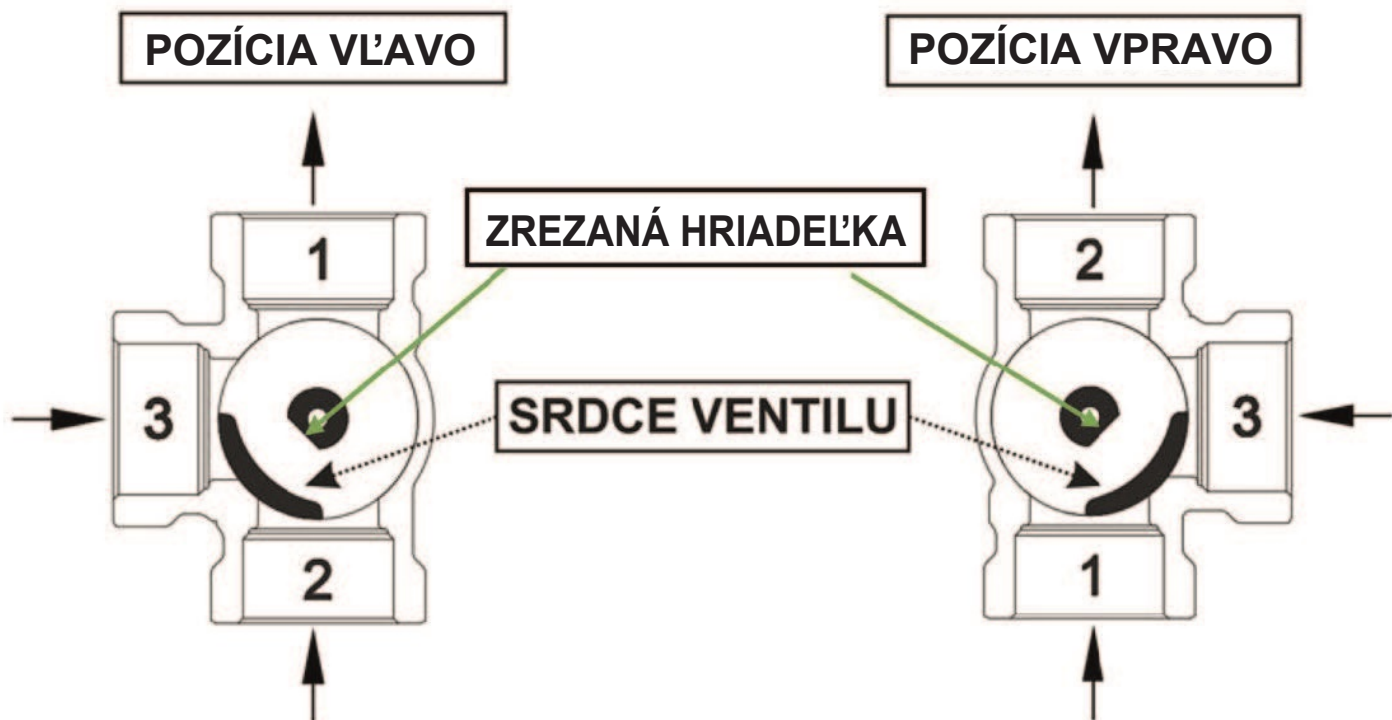 POZÍCIA VĽAVO
POZÍCIA VPRAVO
ZREZANÁ HRIADEĽKA
1
2
3
SRDCE VENTILU
3
2
1